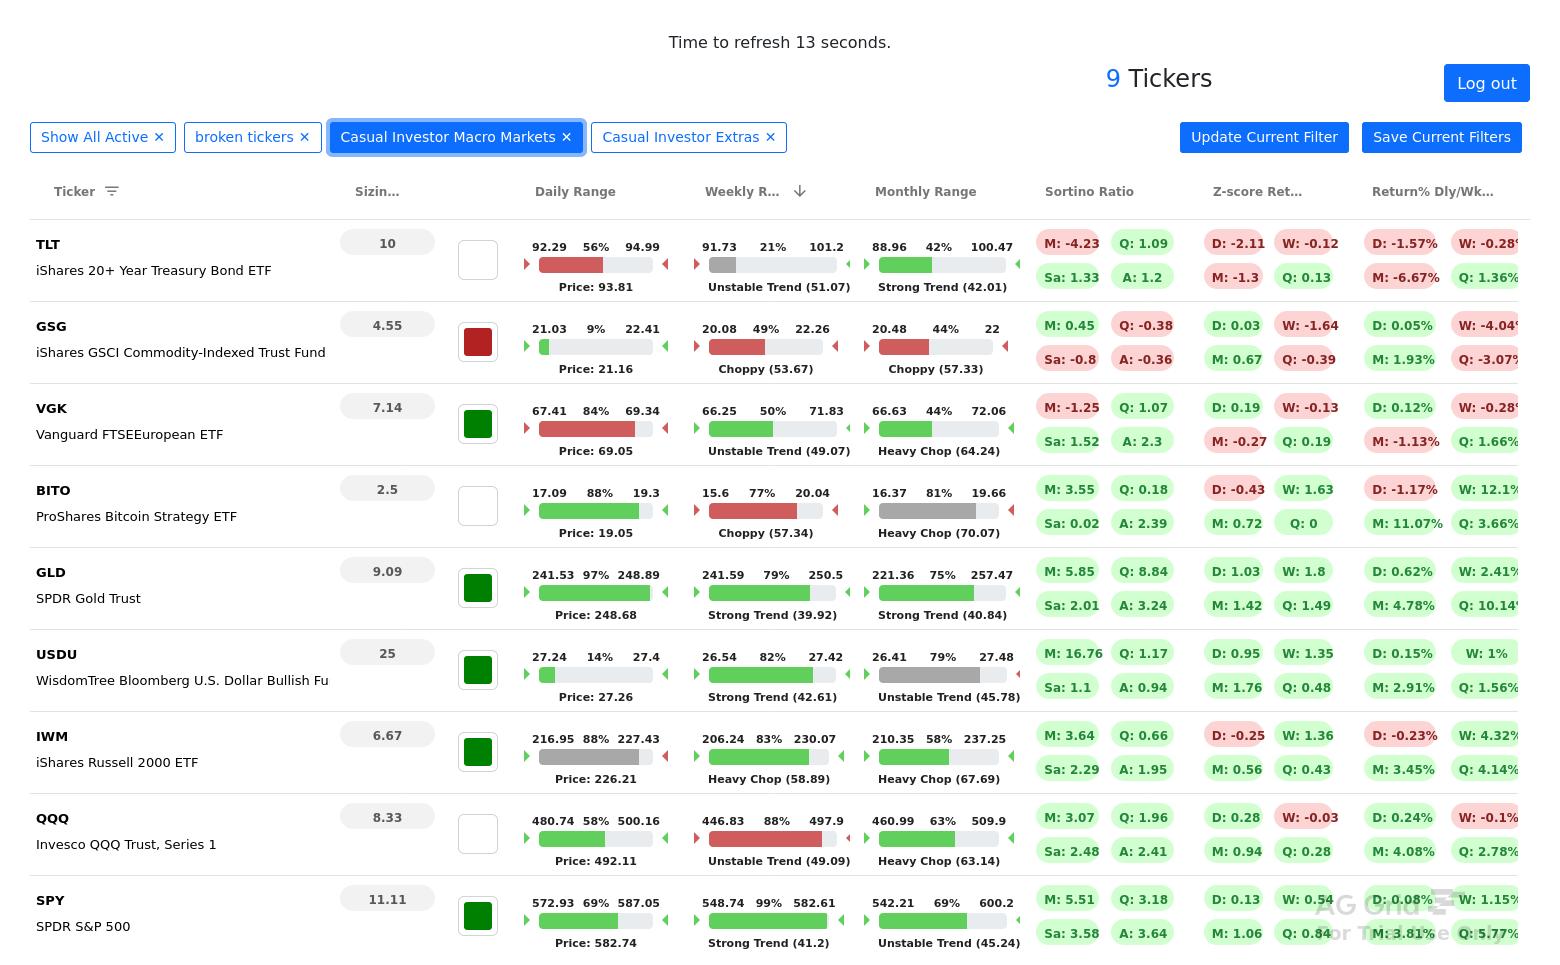 Time to refresh 13 seconds.
9 Tickers
Log out
Show All Active ✕ broken tickers ✕ Casual Investor Macro Markets ✕ Casual Investor Extras ✕ Update Current Filter Save Current Filters
Ticker Sizin... Daily Range Weekly R... Monthly Range Sortino Ratio Z-score Ret... Return% Dly/Wk...
TLT 10 92.29 56% 94.99 91.73 21% 101.2 88.96 42% 100.47 M: -4.23 Q: 1.09 D: -2.11 W: -0.12 D: -1.57% W: -0.28%
iShares 20+ Year Treasury Bond ETF Sa: 1.33 A: 1.2 M: -1.3 Q: 0.13 M: -6.67% Q: 1.36%
Price: 93.81 Unstable Trend (51.07) Strong Trend (42.01)
GSG 4.55 21.03 9% 22.41 20.08 49% 22.26 20.48 44% 22 M: 0.45 Q: -0.38 D: 0.03 W: -1.64 D: 0.05% W: -4.04%
iShares GSCI Commodity-Indexed Trust Fund Sa: -0.8 A: -0.36 M: 0.67 Q: -0.39 M: 1.93% Q: -3.07%
Price: 21.16 Choppy (53.67) Choppy (57.33)
VGK 7.14 67.41 84% 69.34 66.25 50% 71.83 66.63 44% 72.06 M: -1.25 Q: 1.07 D: 0.19 W: -0.13 D: 0.12% W: -0.28%
Vanguard FTSEEuropean ETF Sa: 1.52 A: 2.3 M: -0.27 Q: 0.19 M: -1.13% Q: 1.66%
Price: 69.05 Unstable Trend (49.07) Heavy Chop (64.24)
BITO 2.5 17.09 88% 19.3 15.6 77% 20.04 16.37 81% 19.66 M: 3.55 Q: 0.18 D: -0.43 W: 1.63 D: -1.17% W: 12.1%
ProShares Bitcoin Strategy ETF Sa: 0.02 A: 2.39 M: 0.72 Q: 0 M: 11.07% Q: 3.66%
Price: 19.05 Choppy (57.34) Heavy Chop (70.07)
GLD 9.09 241.53 97% 248.89 241.59 79% 250.5 221.36 75% 257.47 M: 5.85 Q: 8.84 D: 1.03 W: 1.8 D: 0.62% W: 2.41%
SPDR Gold Trust Sa: 2.01 A: 3.24 M: 1.42 Q: 1.49 M: 4.78% Q: 10.14%
Price: 248.68 Strong Trend (39.92) Strong Trend (40.84)
USDU 25 27.24 14% 27.4 26.54 82% 27.42 26.41 79% 27.48 M: 16.76 Q: 1.17 D: 0.95 W: 1.35 D: 0.15% W: 1%
WisdomTree Bloomberg U.S. Dollar Bullish Fu Sa: 1.1 A: 0.94 M: 1.76 Q: 0.48 M: 2.91% Q: 1.56%
Price: 27.26 Strong Trend (42.61) Unstable Trend (45.78)
IWM 6.67 216.95 88% 227.43 206.24 83% 230.07 210.35 58% 237.25 M: 3.64 Q: 0.66 D: -0.25 W: 1.36 D: -0.23% W: 4.32%
iShares Russell 2000 ETF Sa: 2.29 A: 1.95 M: 0.56 Q: 0.43 M: 3.45% Q: 4.14%
Price: 226.21 Heavy Chop (58.89) Heavy Chop (67.69)
QQQ 8.33 480.74 58% 500.16 446.83 88% 497.9 460.99 63% 509.9 M: 3.07 Q: 1.96 D: 0.28 W: -0.03 D: 0.24% W: -0.1%
Invesco QQQ Trust, Series 1 Sa: 2.48 A: 2.41 M: 0.94 Q: 0.28 M: 4.08% Q: 2.78%
Price: 492.11 Unstable Trend (49.09) Heavy Chop (63.14)
SPY 11.11 572.93 69% 587.05 548.74 99% 582.61 542.21 69% 600.2 M: 5.51 Q: 3.18 D: 0.13 W: 0.54 D: 0.08% W: 1.15%
SPDR S&P 500 Sa: 3.58 A: 3.64 M: 1.06 Q: 0.84 M: 3.81% Q: 5.77%
Price: 582.74 Strong Trend (41.2) Unstable Trend (45.24)
AG Grid
For Trial Use Only